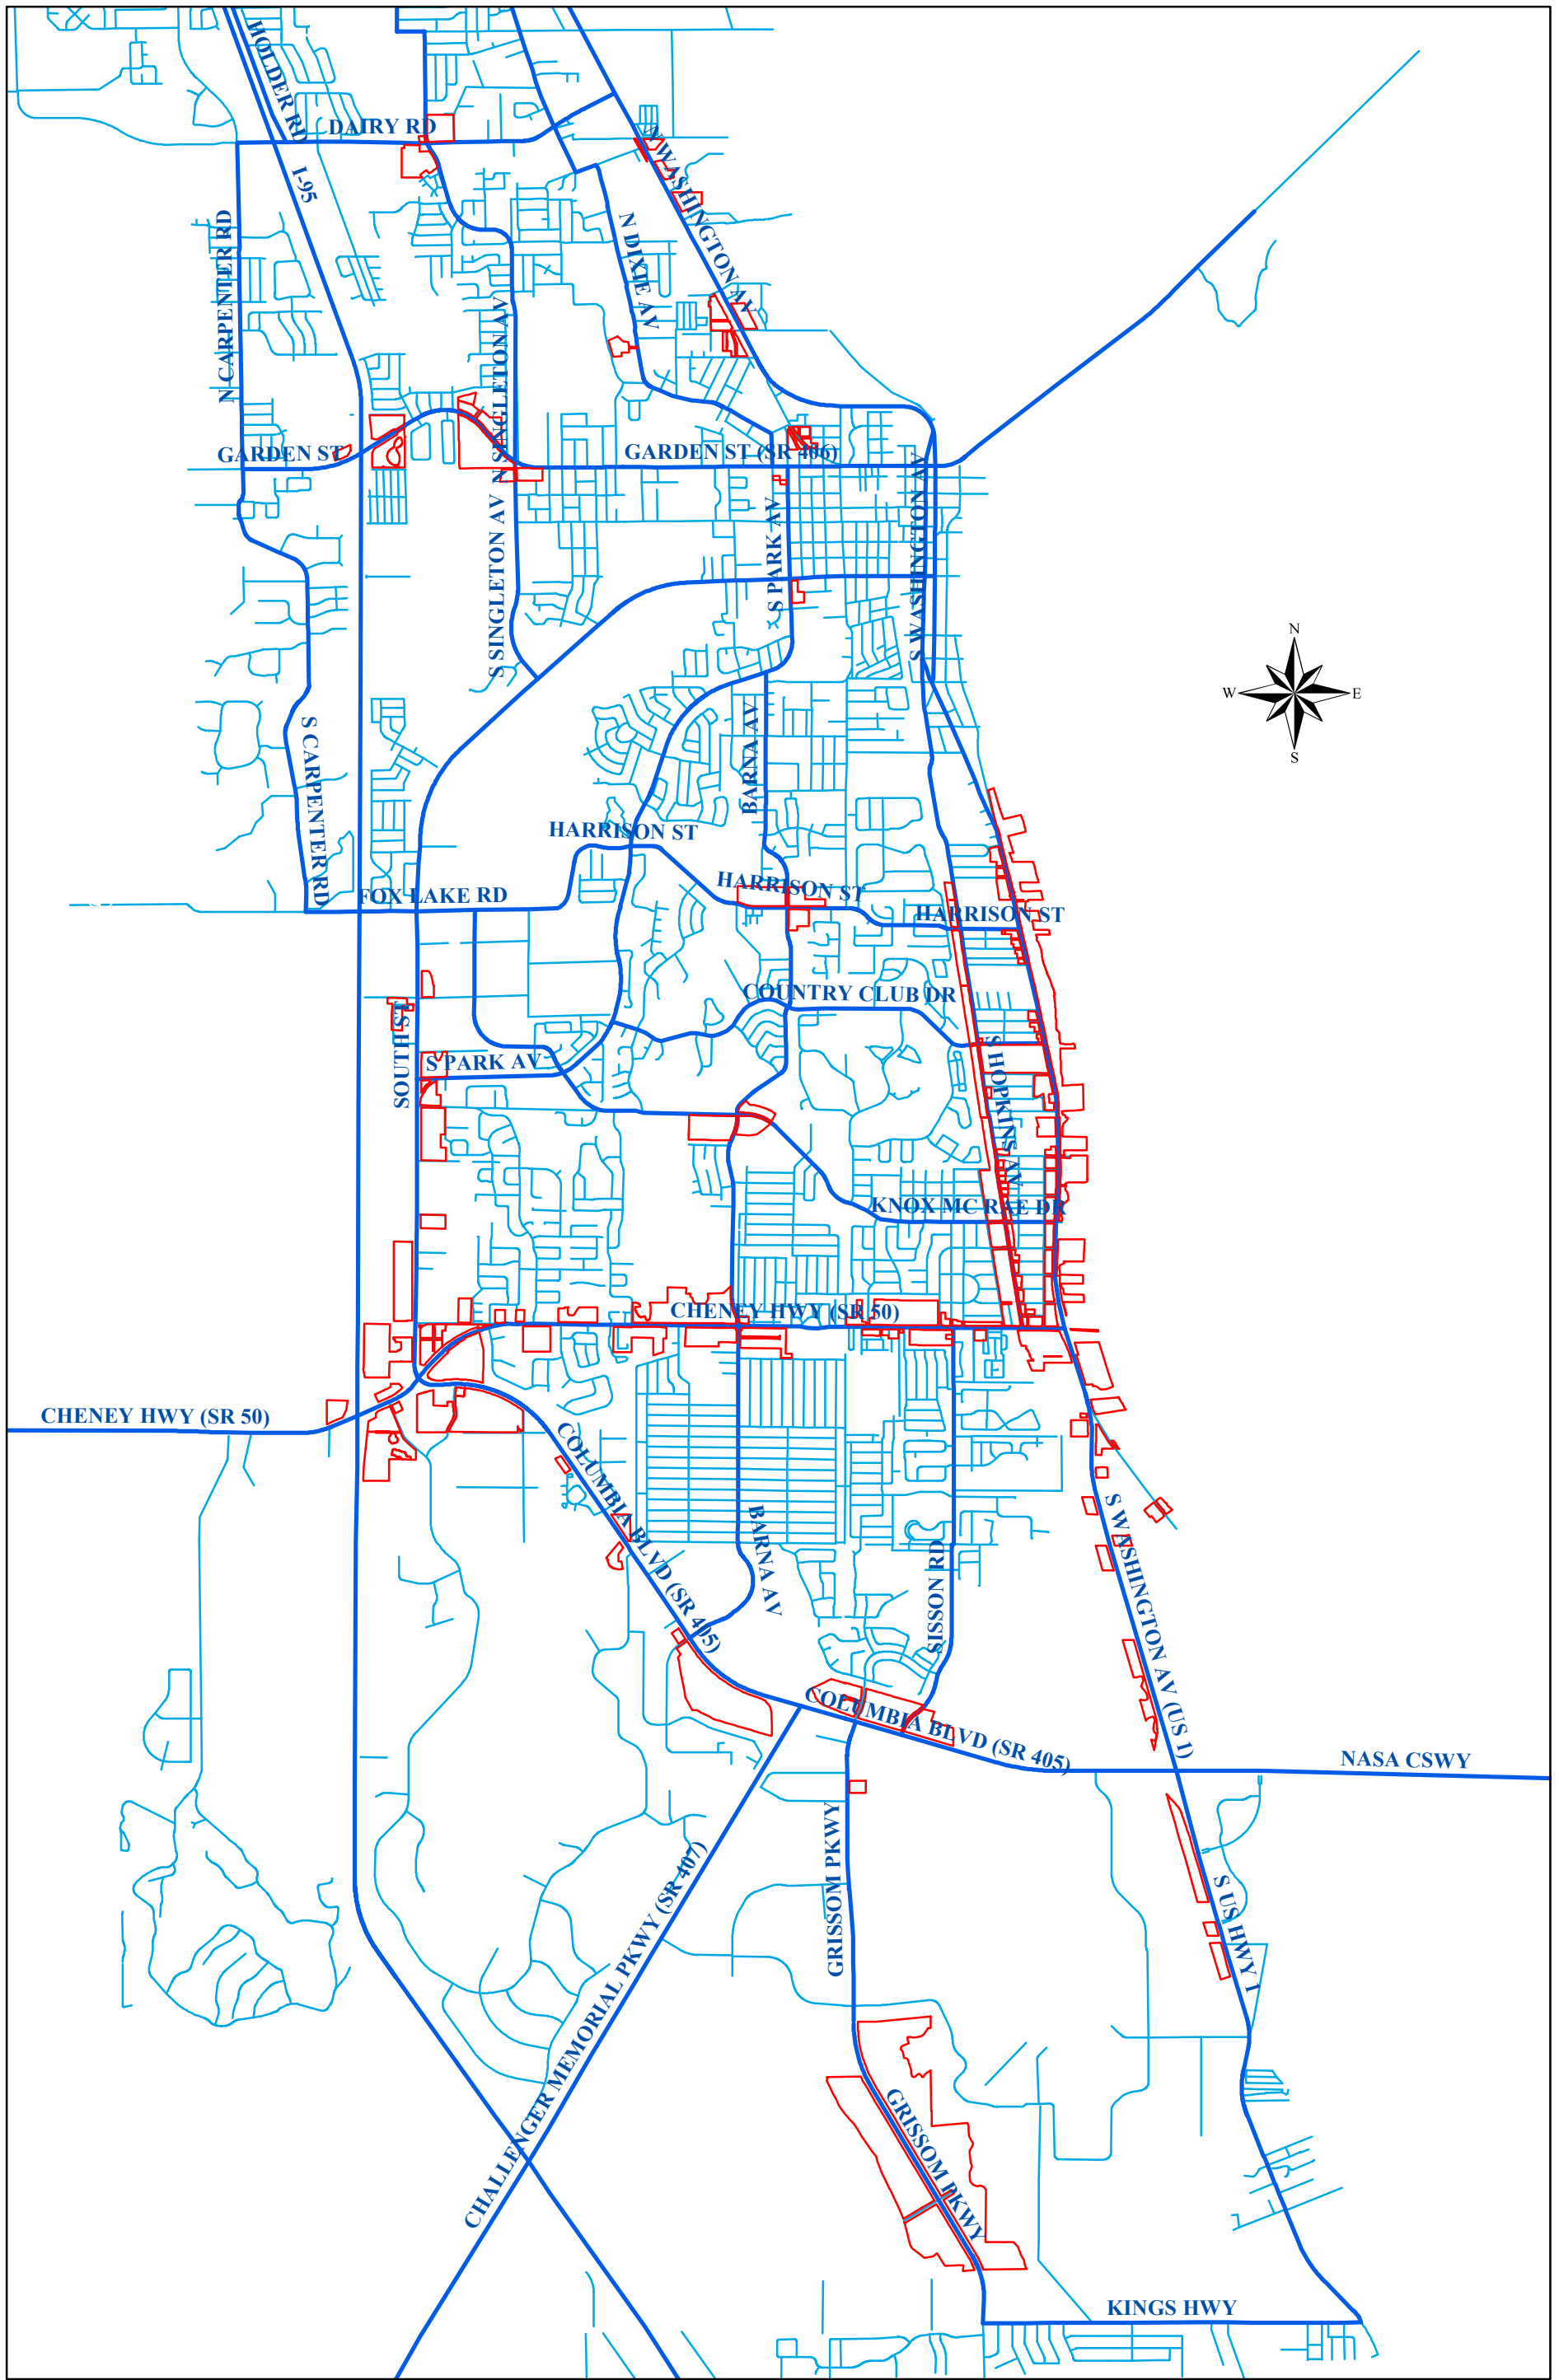 HOLDER RD
DAIRY RD
I-95
N WASHINGTON AV
N CARPENTER RD
N DIXIE AV
N SINGLETON AV
GARDEN ST
GARDEN ST (SR 406)
S SINGLETON AV
S PARK AV
S WASHINGTON AV
N
W
E
S
S CARPENTER RD
BARNA AV
HARRISON ST
HARRISON ST
FOX LAKE RD
HARRISON ST
COUNTRY CLUB DR
SOUTH ST
S PARK AV
S HOPKINS AV
KNOX MC RAE DR
CHENEY HWY (SR 50)
CHENEY HWY (SR 50)
COLUMBIA BLVD (SR 405)
BARNA AV
SISSON RD
S WASHINGTON AV (US 1)
COLUMBIA BLVD (SR 405)
NASA CSWY
GRISSOM PKWY
CHALLENGER MEMORIAL PKWY (SR 407)
S US HWY 1
GRISSOM PKWY
KINGS HWY